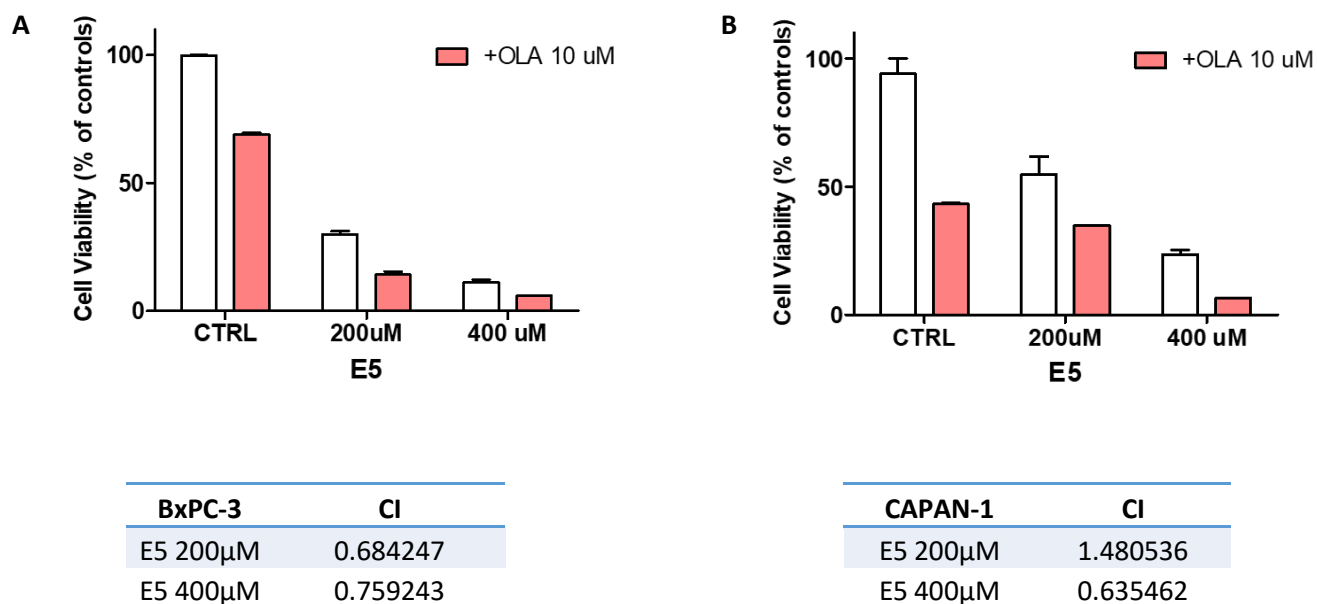 A
Cell Viability (% of controls)
100
50
0
+OLA 10 uM
CTRL 200uM 400 uM
E5
B
Cell Viability (% of controls)
100
50
0
+OLA 10 uM
CTRL 200uM 400 uM
E5
BxPC-3 CI
E5 200µM 0.684247
E5 400µM 0.759243
CAPAN-1 CI
E5 200µM 1.480536
E5 400µM 0.635462